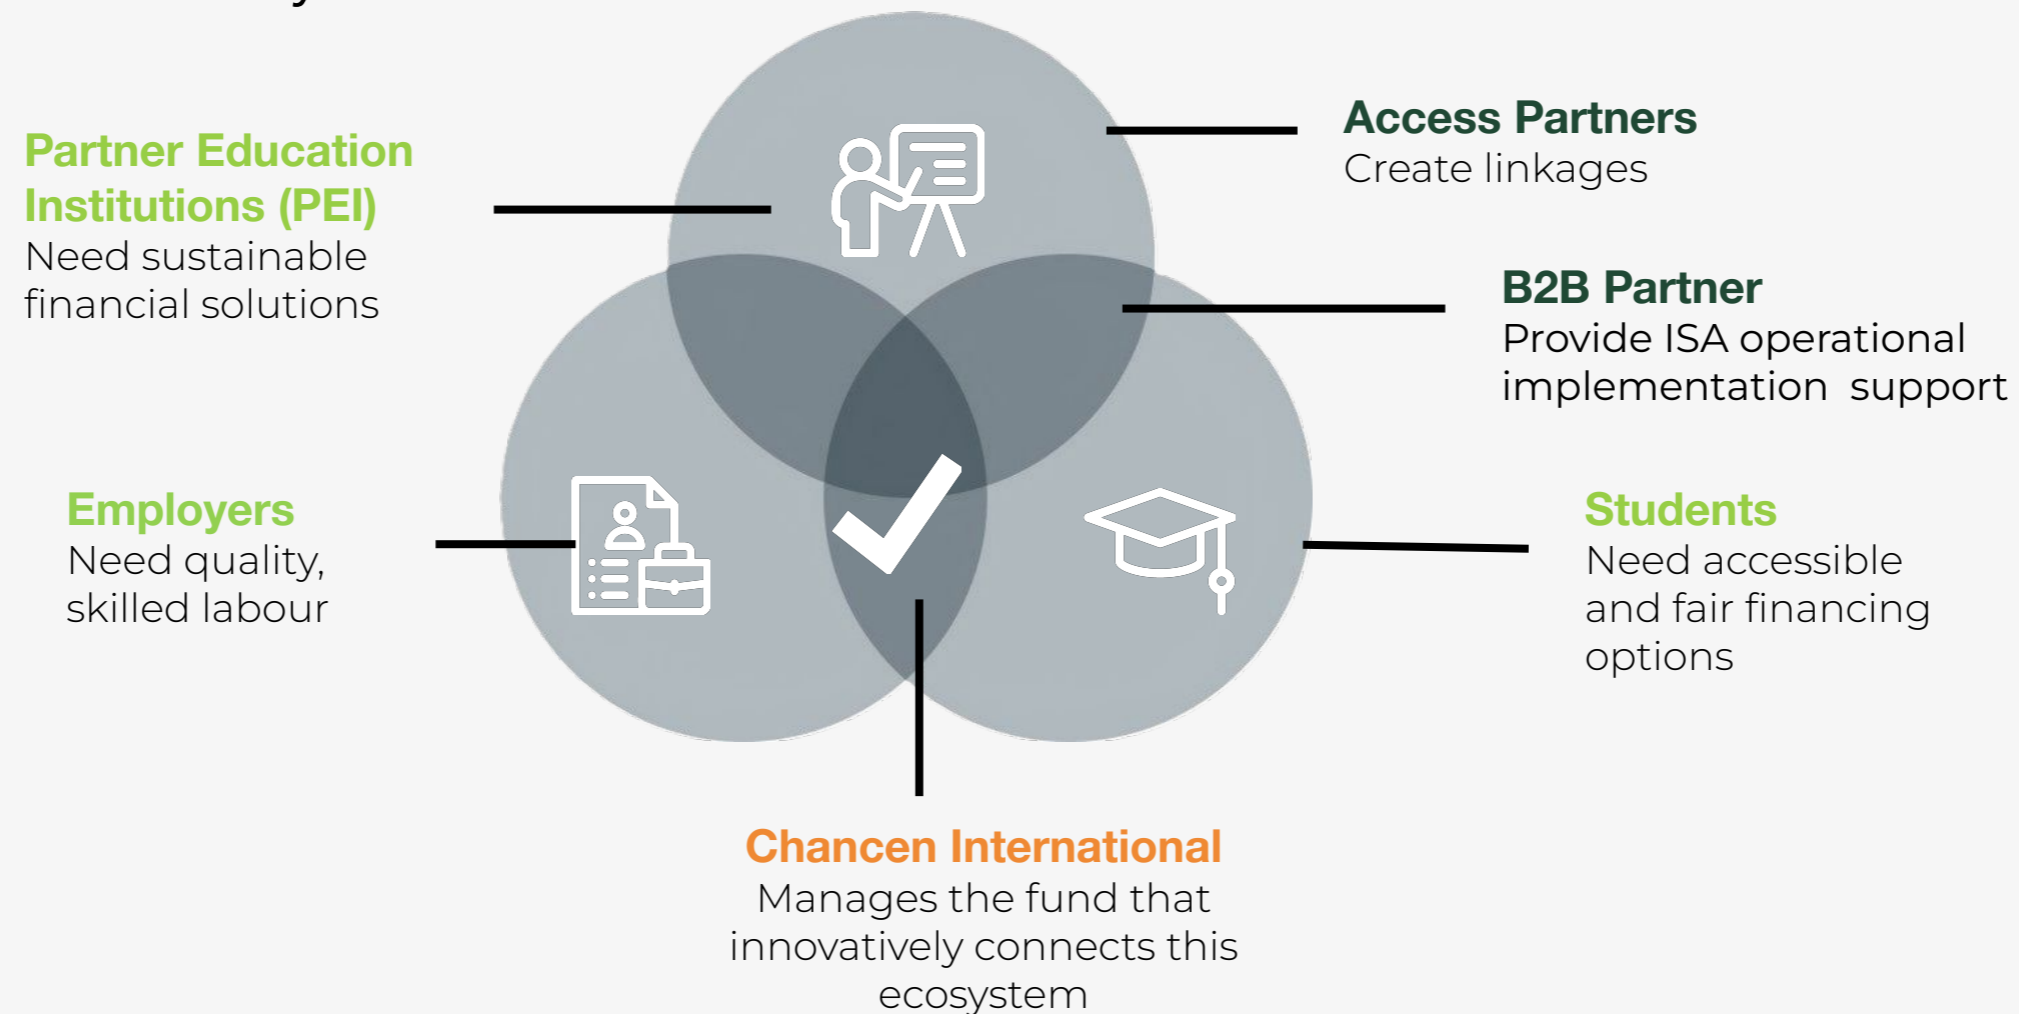 Partner Education
Institutions (PEI)
Need sustainable
financial solutions
Access Partners
Create linkages
B2B Partner
Provide ISA operational
implementation support
Employers
Need quality,
skilled labour
Students
Need accessible
and fair financing
options
Chancen International
Manages the fund that
innovatively connects this
ecosystem